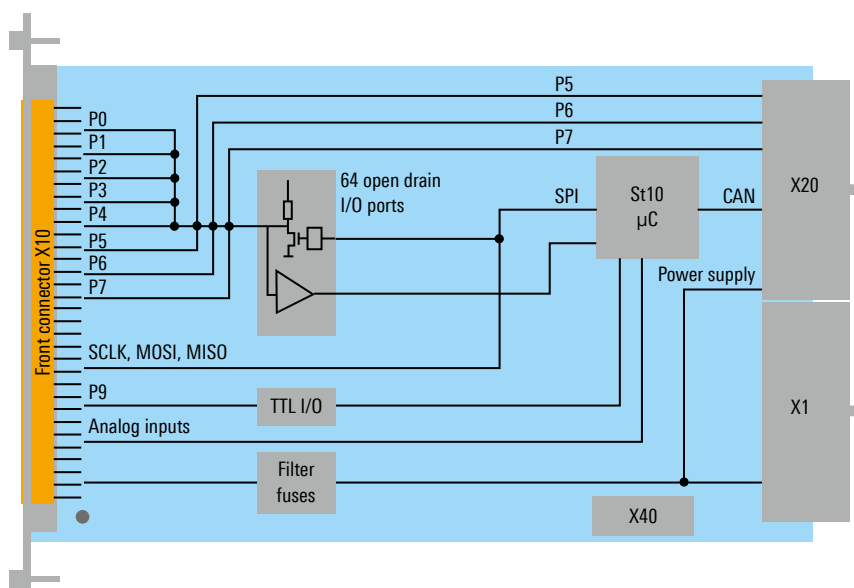 P5
P6
P7
P0
P1
P2
P3
P4
P5
P6
P7
64 open drain
I/O ports
SPI
St10
µC
CAN
X20
Power supply
Front connector X10
SCLK, MOSI, MISO
P9
TTL I/O
X1
Analog inputs
Filter
fuses
X40